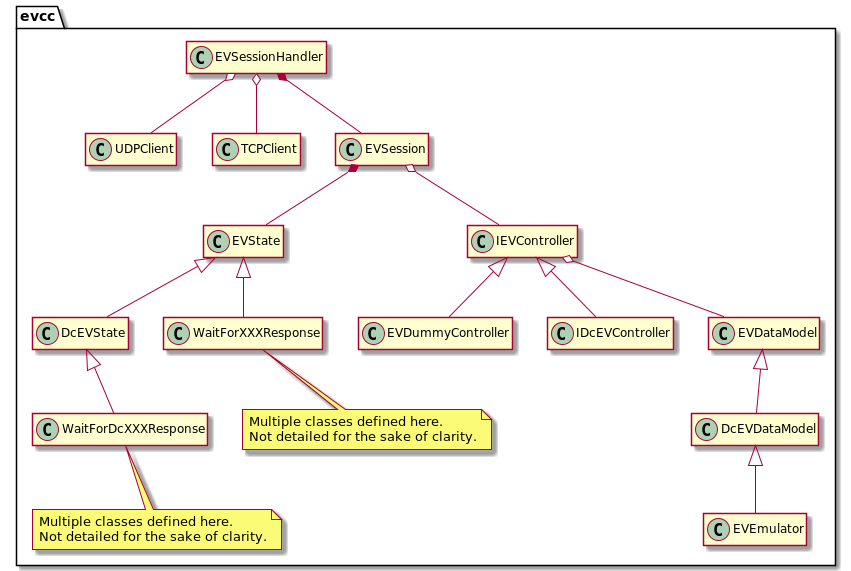 evcc
C EVSessionHandler
C UDPClient
C TCPClient
C EVSession
C EVState
C IEVController
C DcEVState
C WaitForXXXResponse
C EVDummyController
C IDcEVController
C EVDataModel
C WaitForDcXXXResponse
Multiple classes defined here.
Not detailed for the sake of clarity.
C DcEVDataModel
Multiple classes defined here.
Not detailed for the sake of clarity.
C EVEmulator